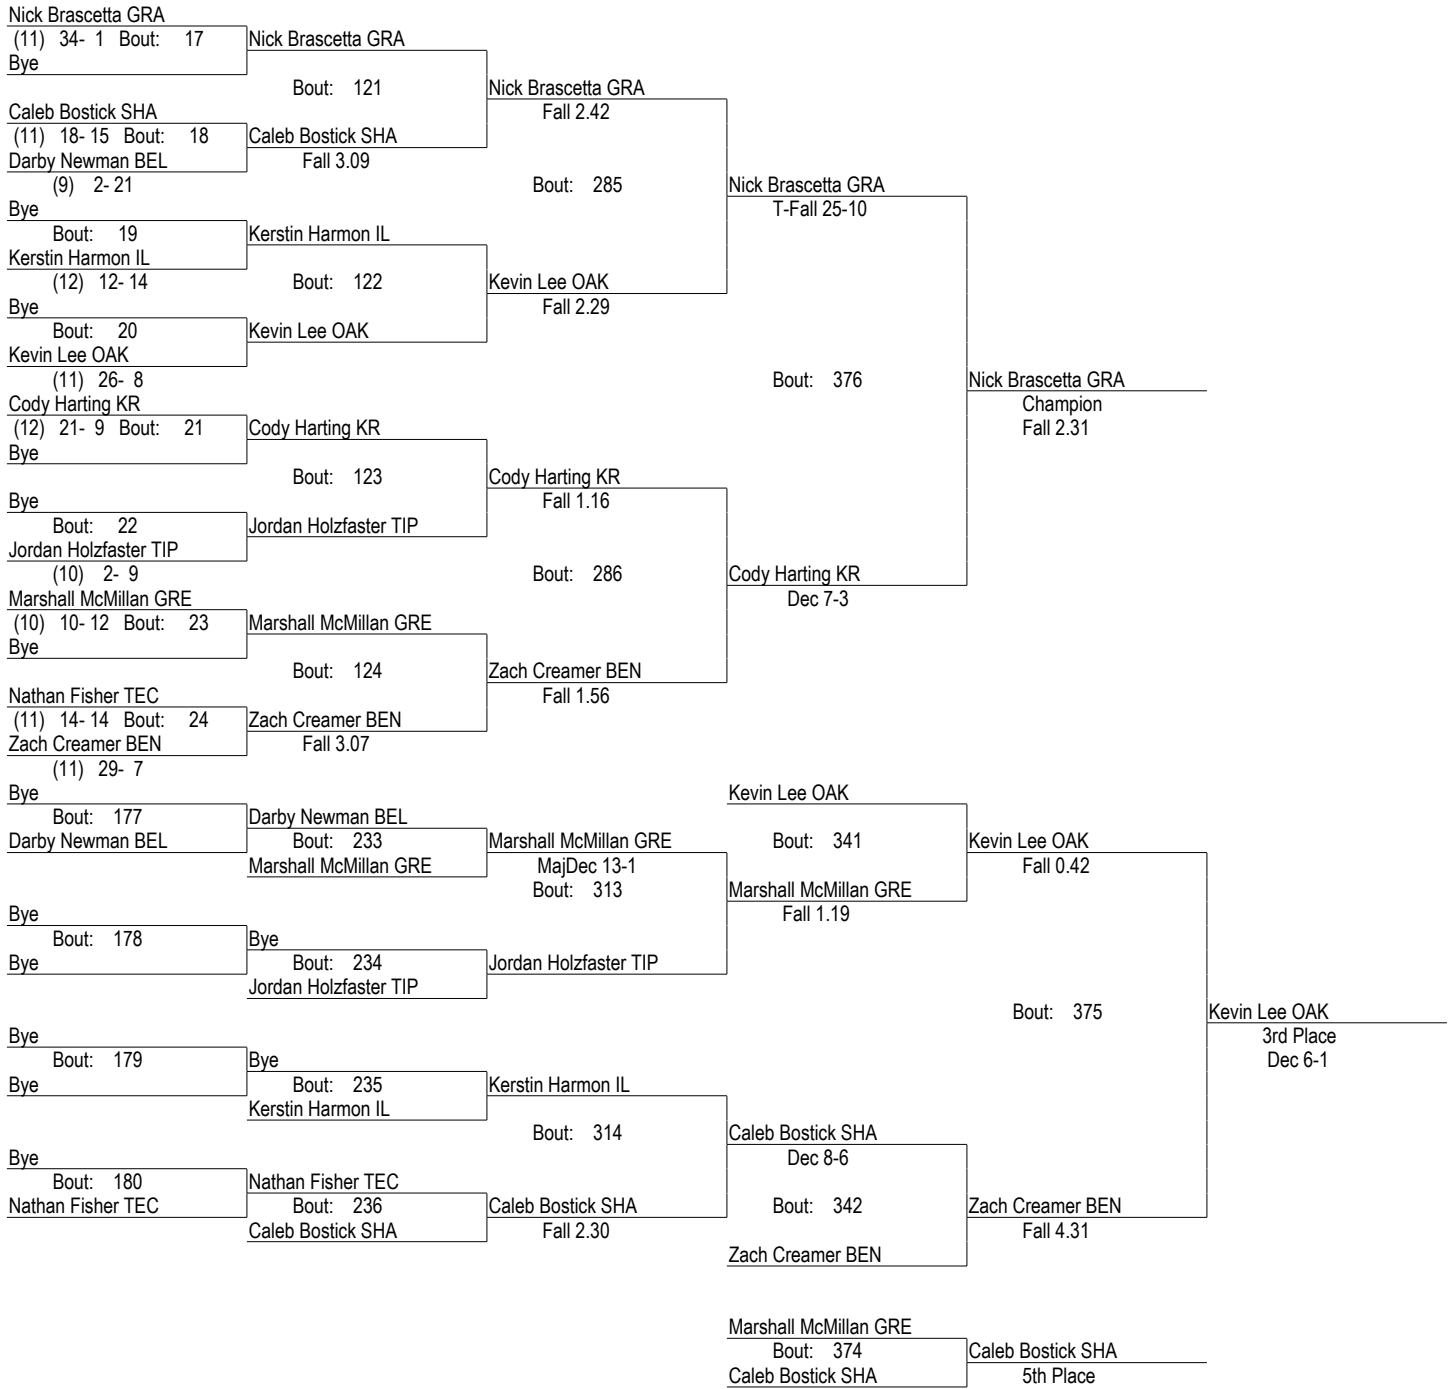 Nick Brascetta GRA
(11) 34- 1 Bout: 17 Nick Brascetta GRA
Bye
Bout: 121 Nick Brascetta GRA
Caleb Bostick SHA Fall 2.42
(11) 18- 15 Bout: 18 Caleb Bostick SHA
Darby Newman BEL Fall 3.09
(9) 2- 21 Bout: 285 Nick Brascetta GRA
Bye T-Fall 25-10
Bout: 19 Kerstin Harmon IL
Kerstin Harmon IL
(12) 12- 14 Bout: 122 Kevin Lee OAK
Bye Fall 2.29
Bout: 20 Kevin Lee OAK
Kevin Lee OAK
(11) 26- 8 Bout: 376 Nick Brascetta GRA
Cody Harting KR Champion
(12) 21- 9 Bout: 21 Cody Harting KR Fall 2.31
Bye
Bout: 123 Cody Harting KR
Bye Fall 1.16
Bout: 22 Jordan Holzfaster TIP
Jordan Holzfaster TIP
(10) 2- 9 Bout: 286 Cody Harting KR
Marshall McMillan GRE Dec 7-3
(10) 10- 12 Bout: 23 Marshall McMillan GRE
Bye
Bout: 124 Zach Creamer BEN
Nathan Fisher TEC Fall 1.56
(11) 14- 14 Bout: 24 Zach Creamer BEN
Zach Creamer BEN Fall 3.07
(11) 29- 7
Bye Kevin Lee OAK
Bout: 177 Darby Newman BEL
Darby Newman BEL Bout: 233 Marshall McMillan GRE Bout: 341 Kevin Lee OAK
Marshall McMillan GRE MajDec 13-1 Fall 0.42
Bout: 313 Marshall McMillan GRE
Bye Fall 1.19
Bout: 178 Bye
Bye Bout: 234 Jordan Holzfaster TIP
Jordan Holzfaster TIP
Bout: 375 Kevin Lee OAK
Bye 3rd Place
Bout: 179 Bye Dec 6-1
Bye Bout: 235 Kerstin Harmon IL
Kerstin Harmon IL
Bout: 314 Caleb Bostick SHA
Bye Dec 8-6
Bout: 180 Nathan Fisher TEC
Nathan Fisher TEC Bout: 236 Caleb Bostick SHA Bout: 342 Zach Creamer BEN
Caleb Bostick SHA Fall 2.30 Fall 4.31
Zach Creamer BEN
Marshall McMillan GRE
Bout: 374 Caleb Bostick SHA
Caleb Bostick SHA 5th Place